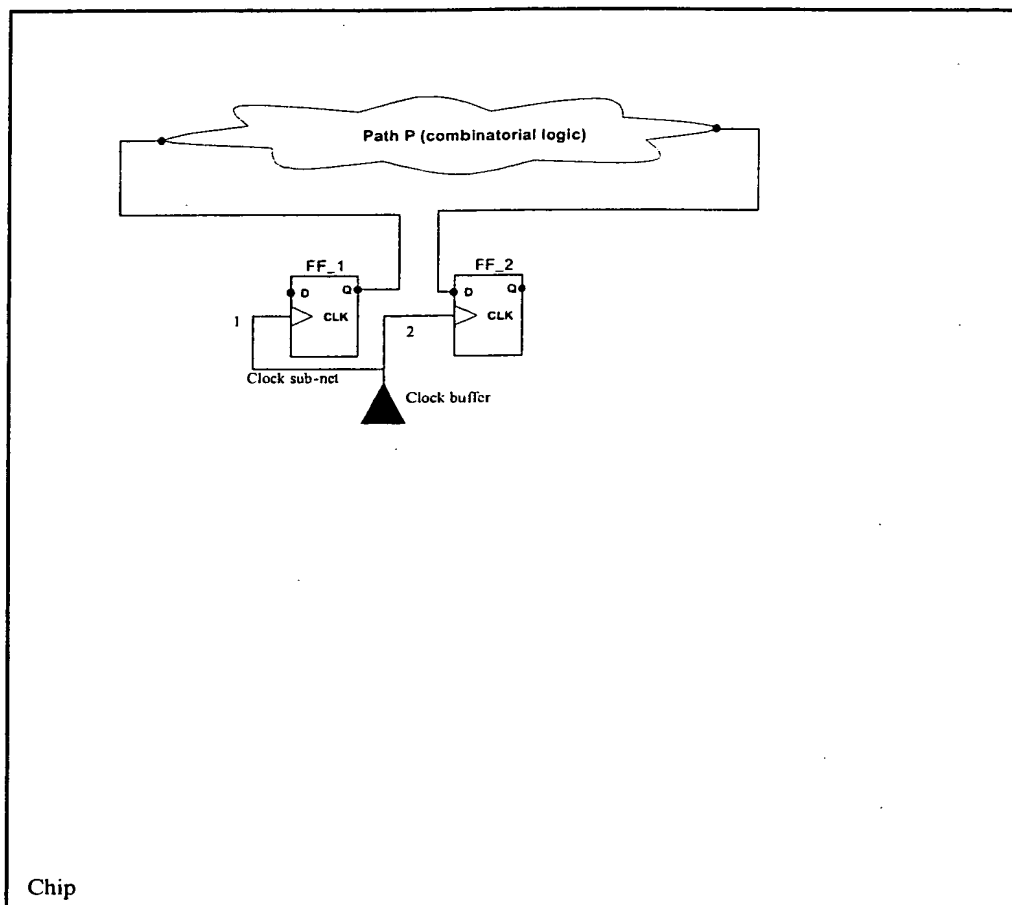 Path P (combinatorial logic)
FF_1
FF_2
D
Q
D
Q
1
CLK
2
CLK
Clock sub-net
Clock buffer
Chip